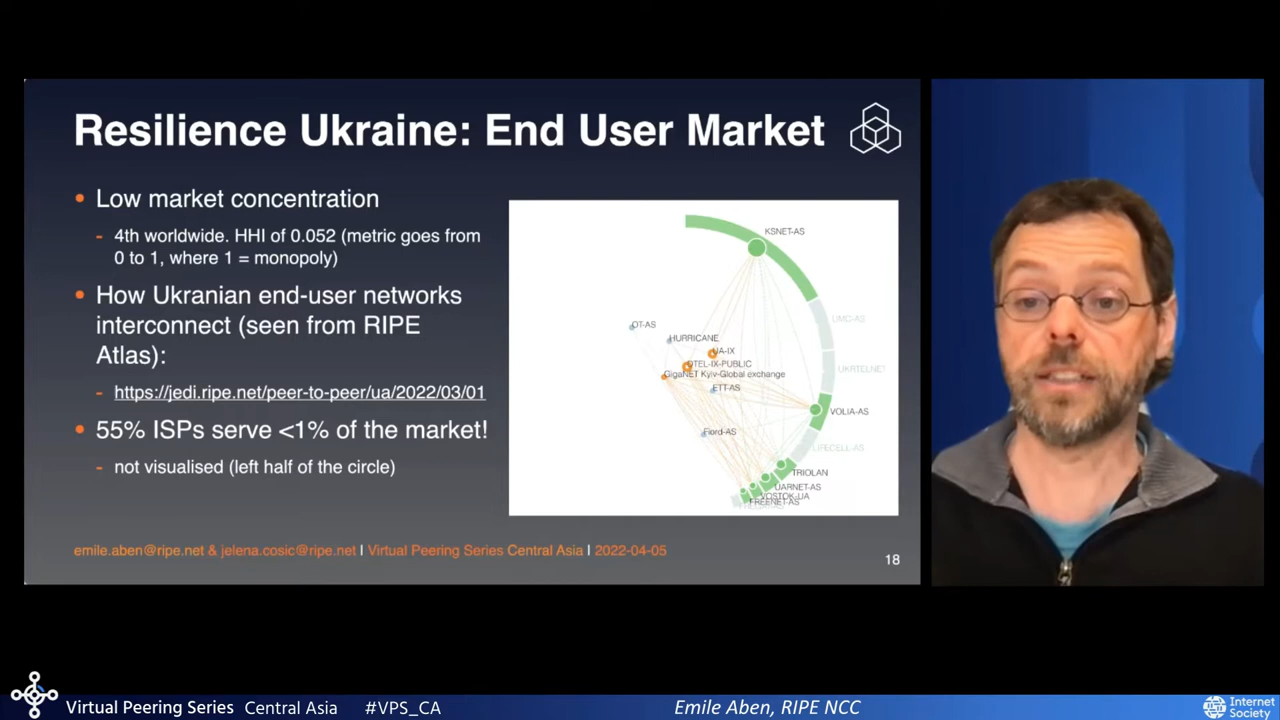 Resilience Ukraine: End User Market
• Low market concentration
- 4th worldwide. HHI of 0.052 (metric goes from
0 to 1, where 1 = monopoly)
• How Ukranian end-user networks
interconnect (seen from RIPE
Atlas):
- https://jedi.ripe.net/peer-to-peer/ua/2022/03/01
• 55% ISPs serve <1% of the market!
- not visualised (left half of the circle)
KSNET-AS
UMC-AS
OT-AS
HURRICANE
UA-IX
DTEL-IX-PUBLIC
GigaNET Kyiv-Global exchange
UKRTELNET
ETT-AS
VOLIA-AS
Fiord-AS
LIFECELL-AS
TRIOLAN
UARNET-AS
VOSTOK-UA
FREENET-AS
emile.aben@ripe.net & jelena.cosic@ripe.net | Virtual Peering Series Central Asia | 2022-04-05
18
Virtual Peering Series Central Asia #VPS_CA
Emile Aben, RIPE NCC
Internet
Society